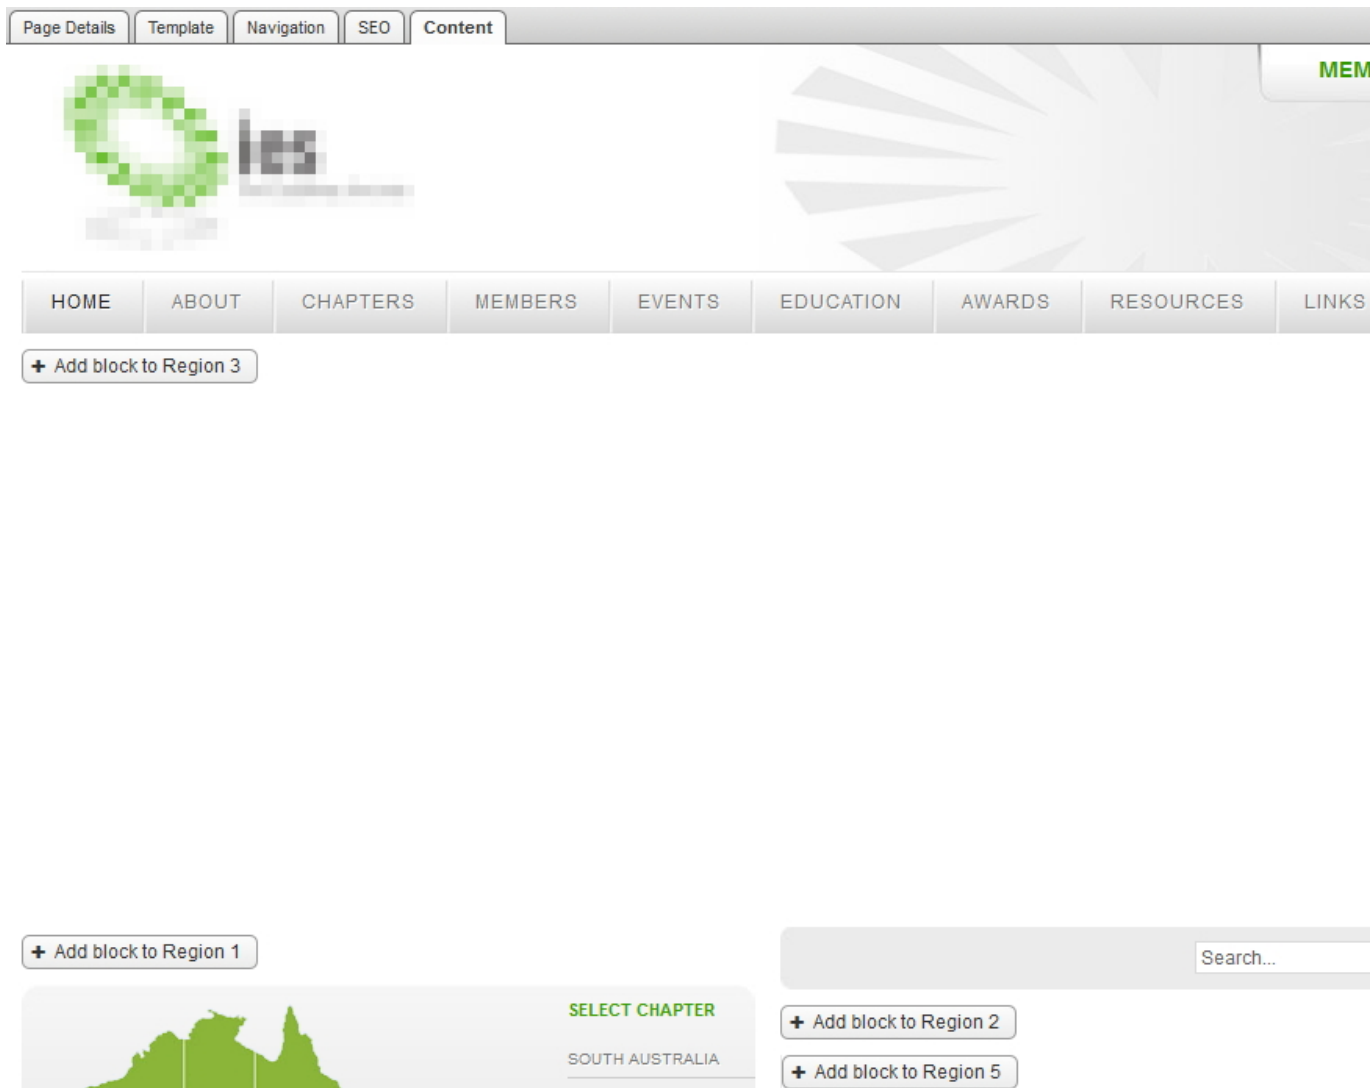 Page Details Template Navigation SEO Content
MEM
ies
HOME ABOUT CHAPTERS MEMBERS EVENTS EDUCATION AWARDS RESOURCES LINKS
+ Add block to Region 3
+ Add block to Region 1
Search...
SELECT CHAPTER
SOUTH AUSTRALIA
+ Add block to Region 2
+ Add block to Region 5